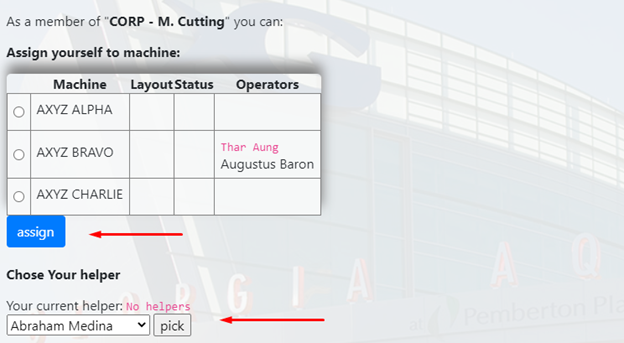 As a member of "CORP - M. Cutting" you can:
Assign yourself to machine:
Machine Layout Status Operators
AXYZ ALPHA
AXYZ BRAVO Thar Aung
Augustus Baron
AXYZ CHARLIE
assign
Chose Your helper
Your current helper: No helpers
Abraham Medina pick
G I A A Q
at Pemberton Pla